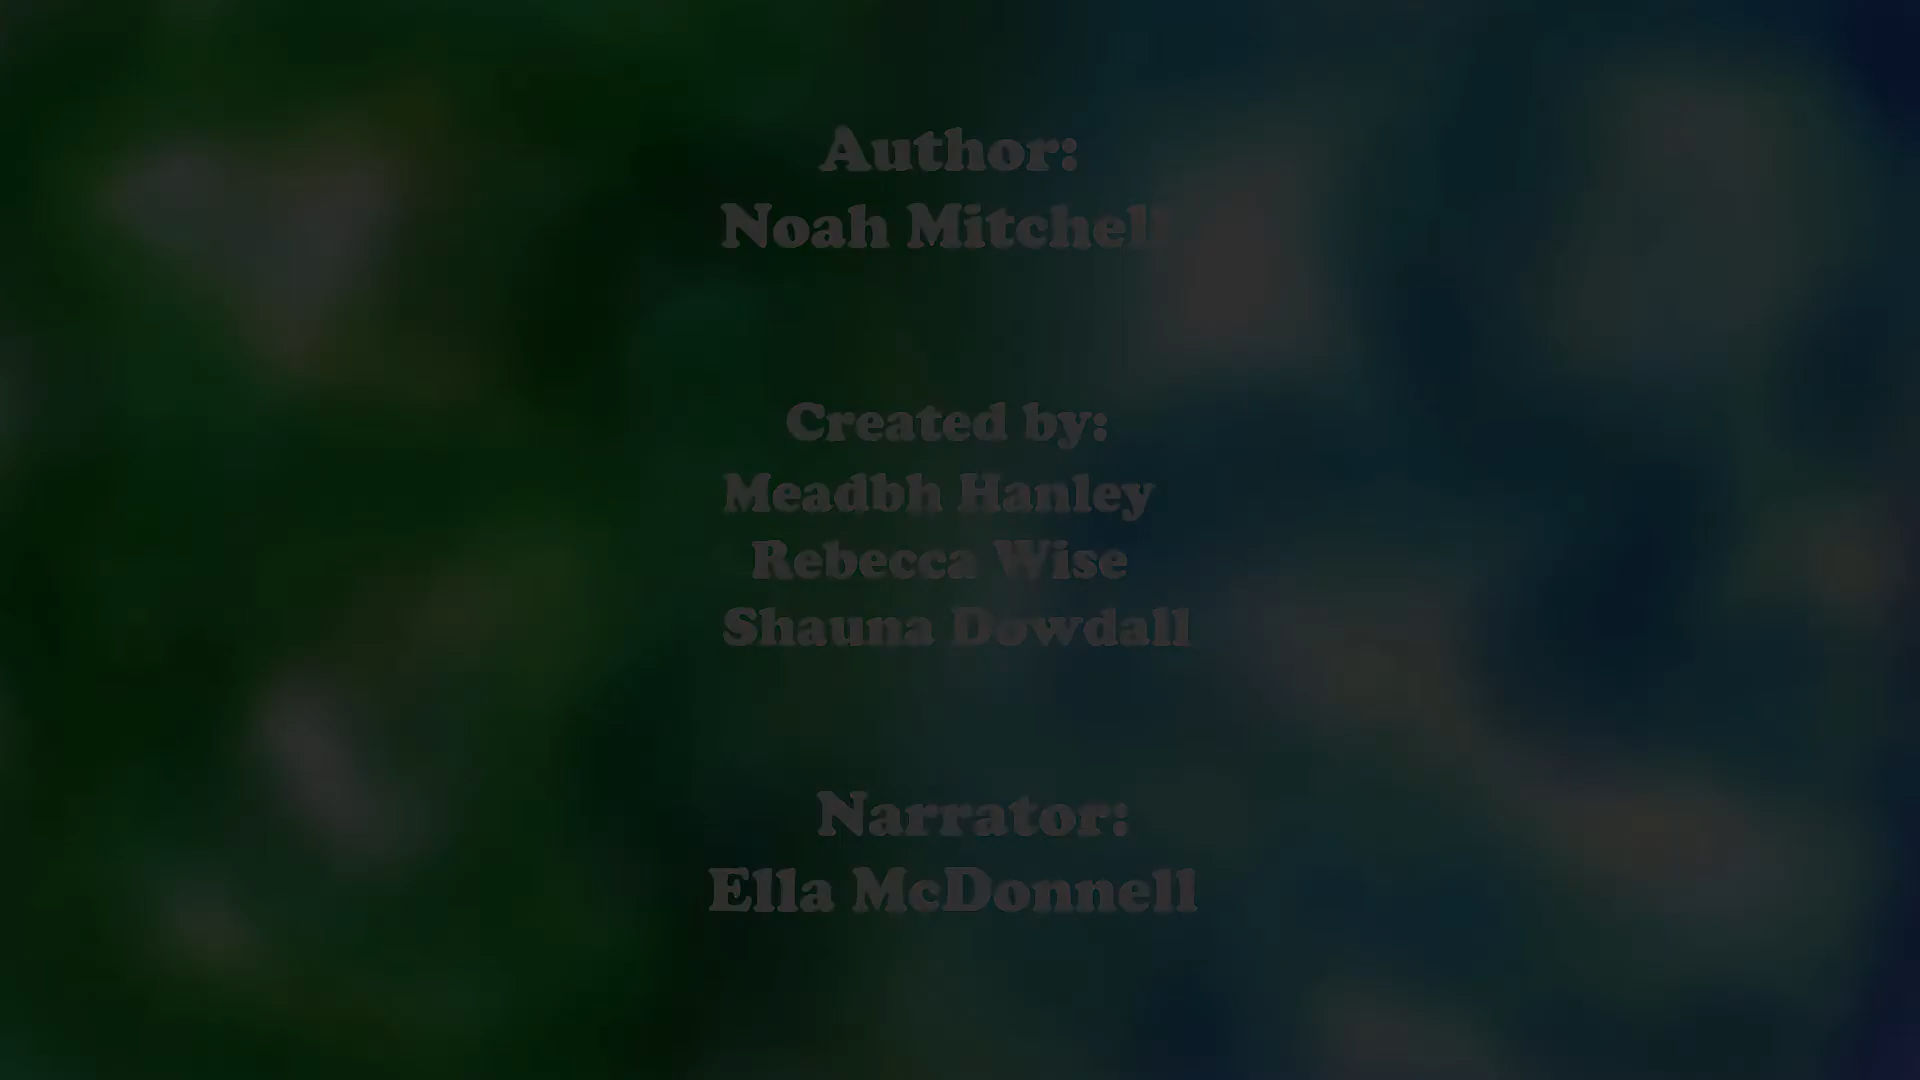 Author:
Noah Mitchell
Created by:
Meadbh Hanley
Rebecca Wise
Shauna Dowdall
Narrator:
Ella McDonnell